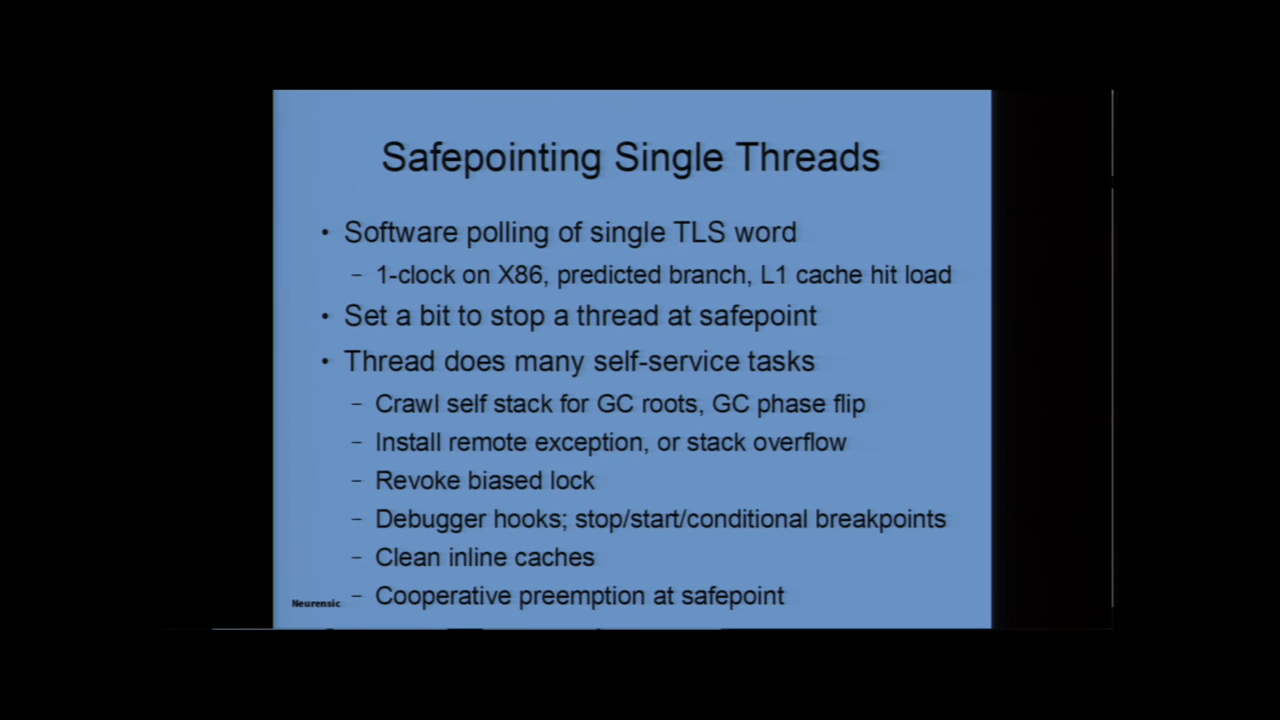 Safepointing Single Threads
• Software polling of single TLS word
– 1-clock on X86, predicted branch, L1 cache hit load
• Set a bit to stop a thread at safepoint
• Thread does many self-service tasks
– Crawl self stack for GC roots, GC phase flip
– Install remote exception, or stack overflow
– Revoke biased lock
– Debugger hooks; stop/start/conditional breakpoints
– Clean inline caches
– Cooperative preemption at safepoint
Neurensic